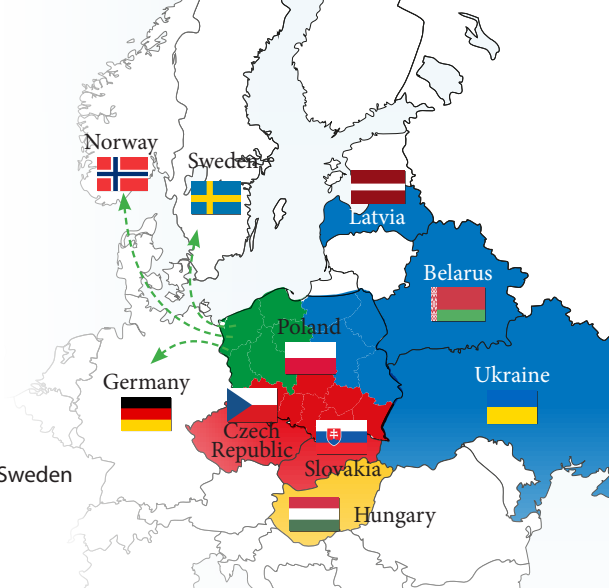 Norway
Sweden
Latvia
Belarus
Poland
Ukraine
Germany
Czech
Republic
Slovakia
Sweden
Hungary